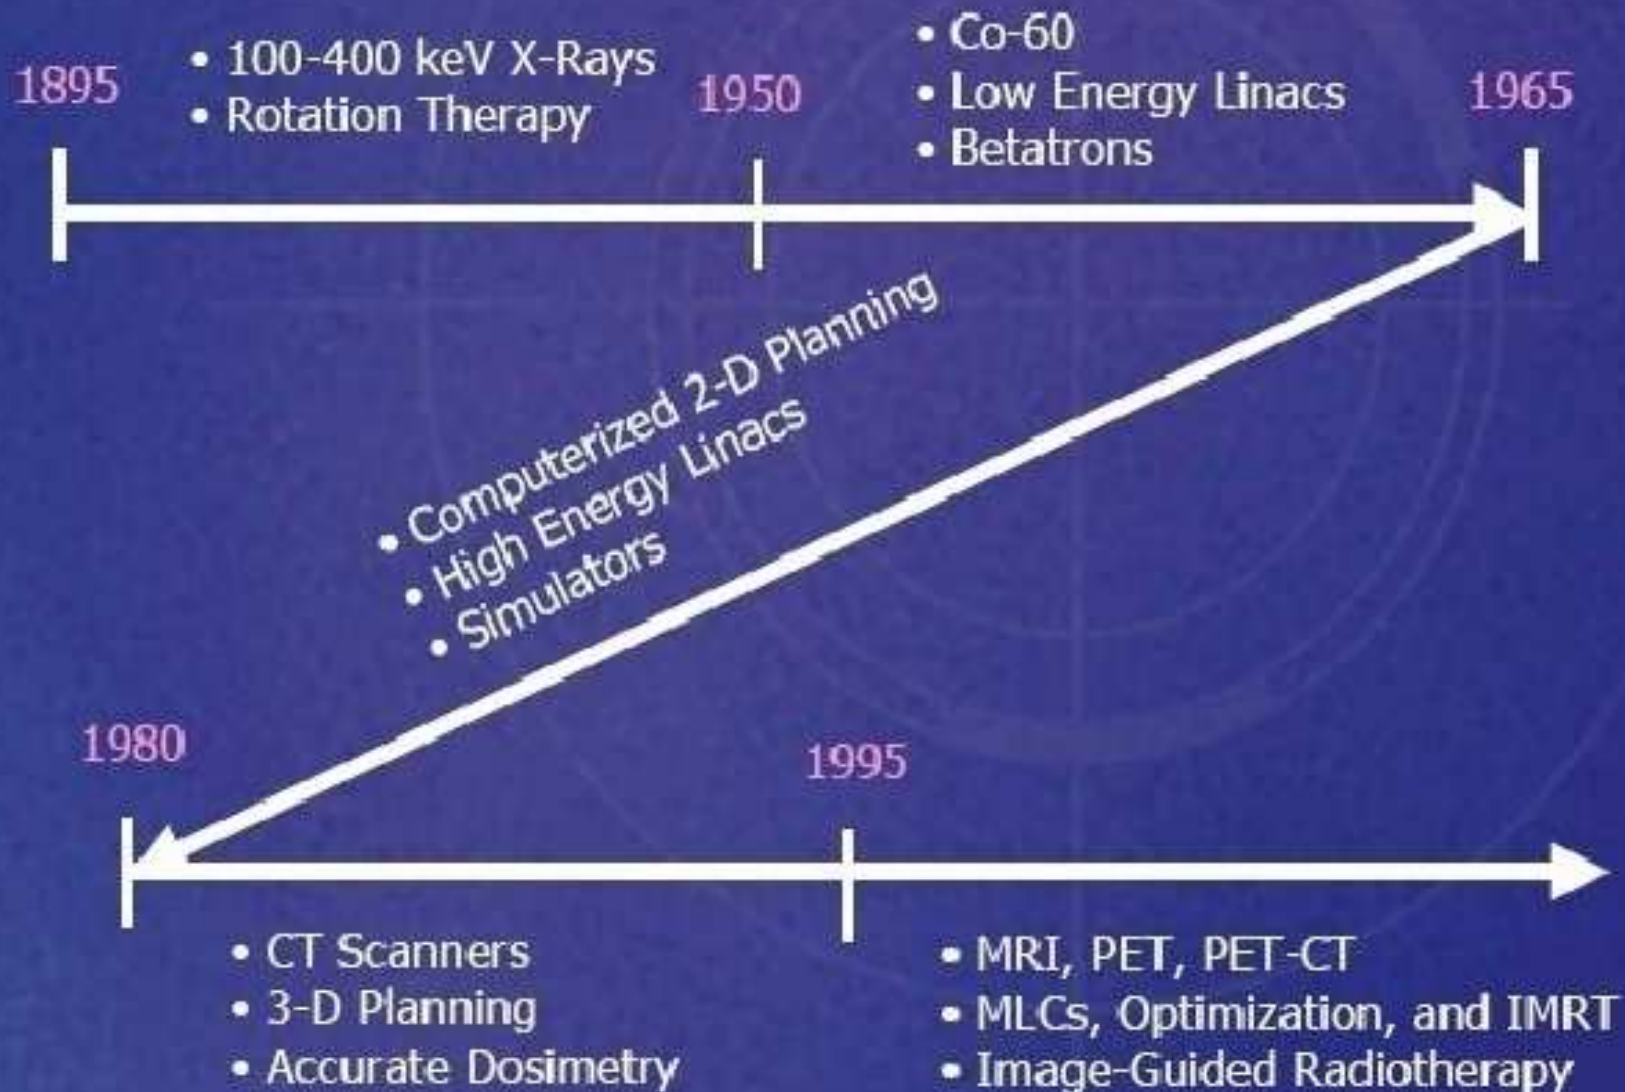 1895
• 100-400 keV X-Rays
• Rotation Therapy
1950
• Co-60
• Low Energy Linacs
• Betatrons
1965
• Computerized 2-D Planning
• High Energy Linacs
• Simulators
1980
1995
• CT Scanners
• 3-D Planning
• Accurate Dosimetry
• MRI, PET, PET-CT
• MLCs, Optimization, and IMRT
• Image-Guided Radiotherapy